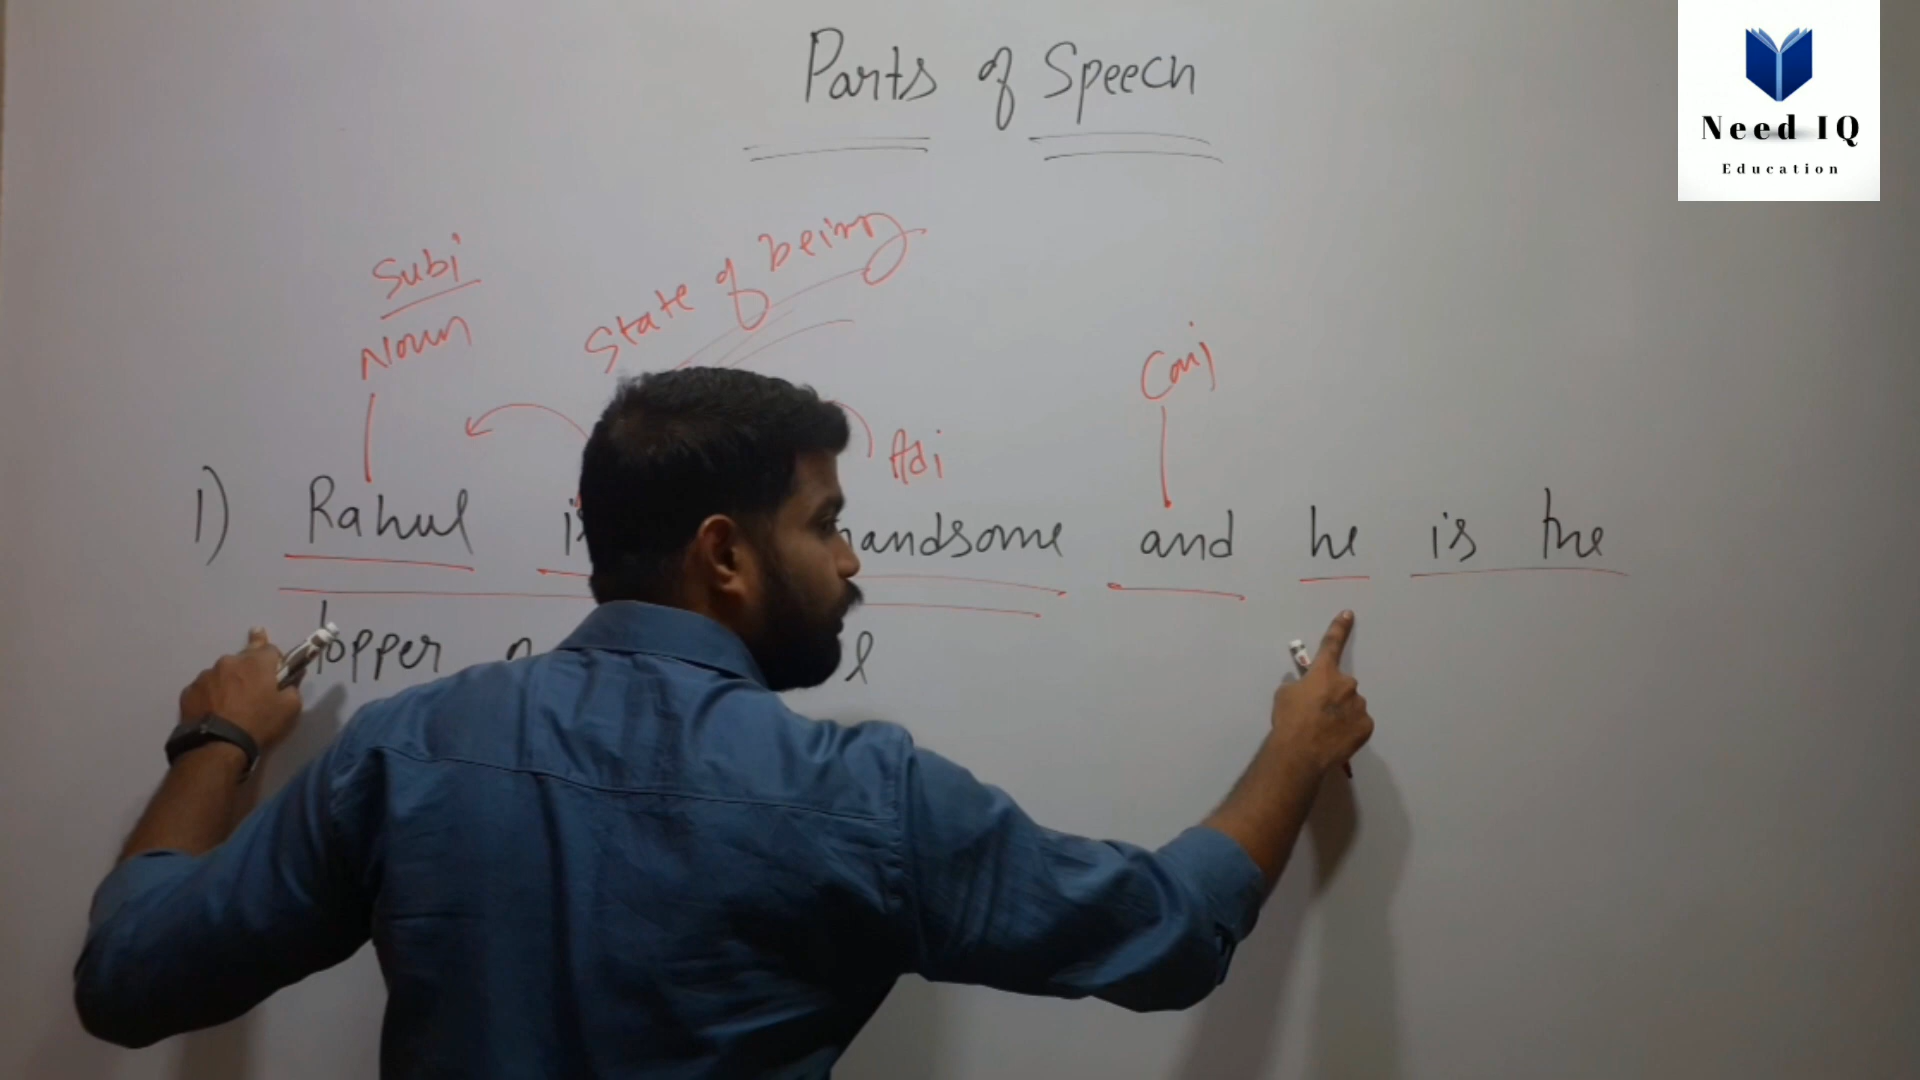 Parts of Speech
Need IQ
Education
Subj
Noun
State of being
Conj
Adj
1) Rahul is handsome and he is the
topper